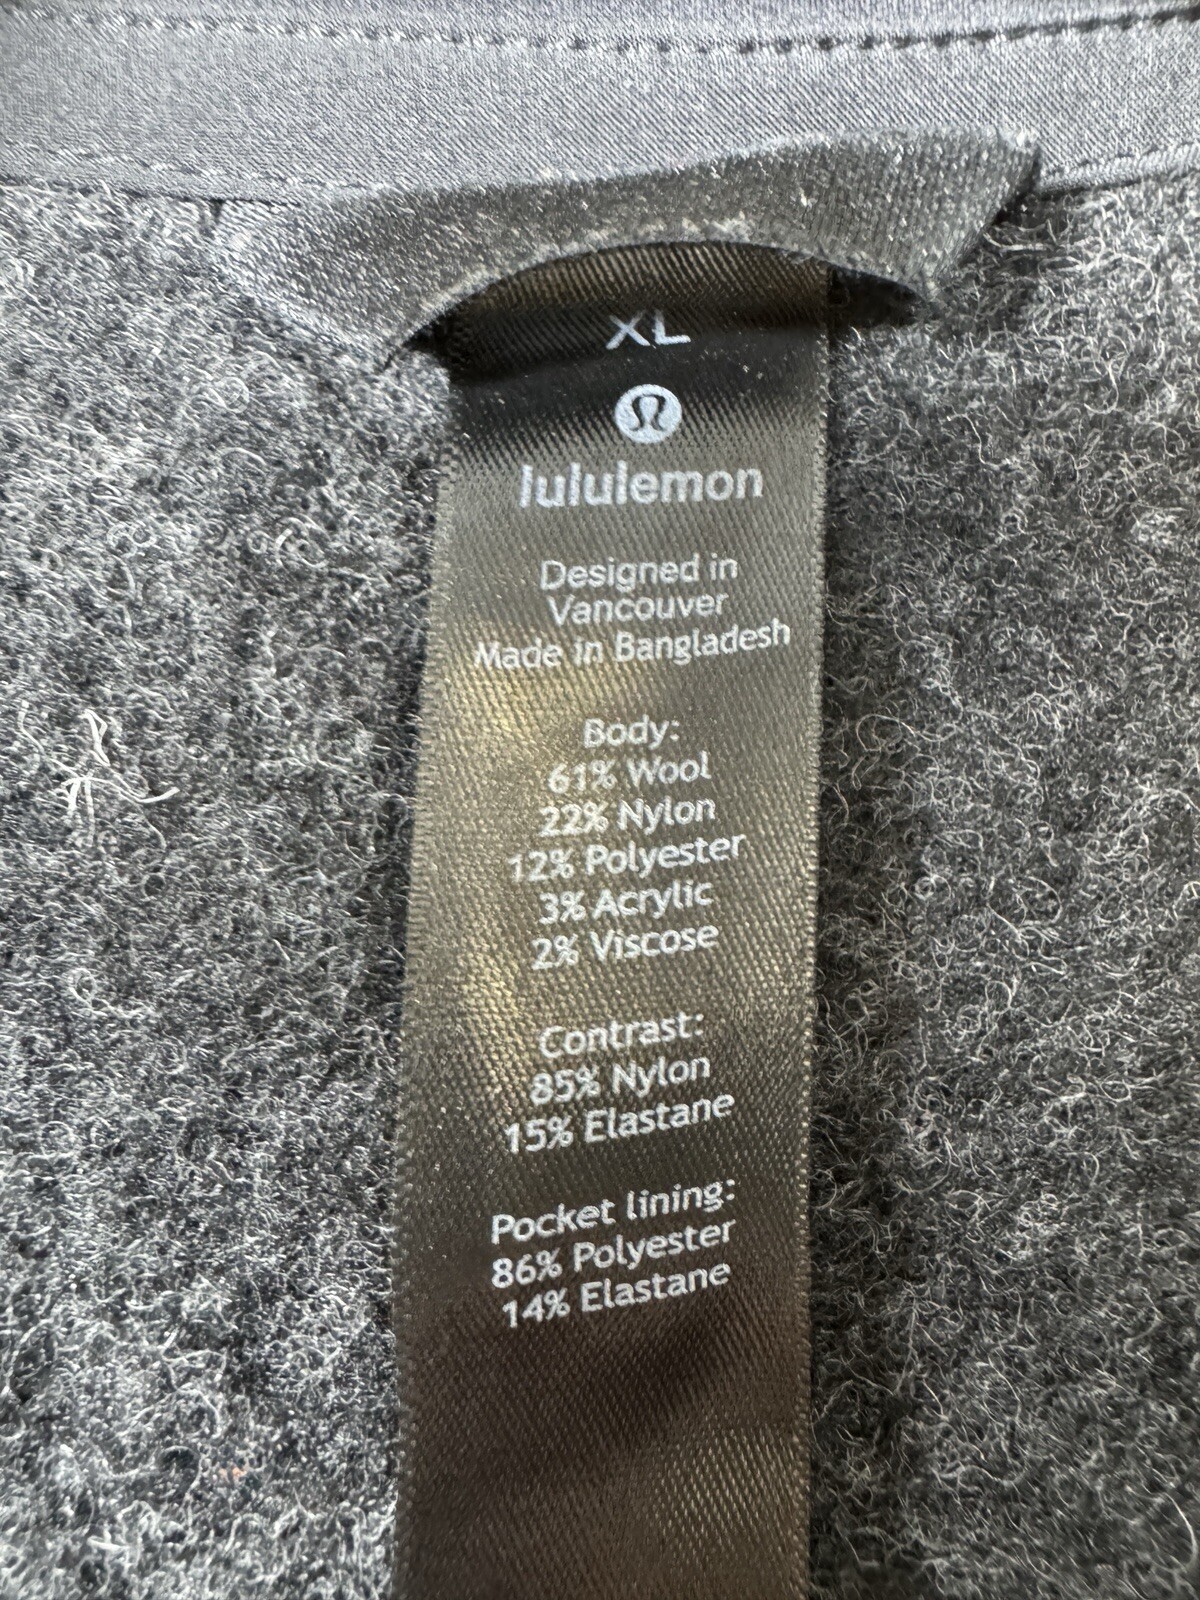 XL
lululemon
Designed in
Vancouver
Made in Bangladesh
Body:
61% Wool
22% Nylon
12% Polyester
3% Acrylic
2% Viscose
Contrast:
85% Nylon
15% Elastane
Pocket lining:
86% Polyester
14% Elastane